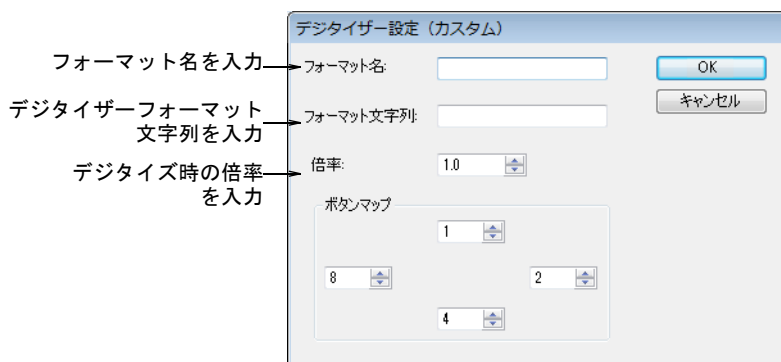 デジタイザー設定（カスタム）
フォーマット名を入力
フォーマット名:
OK
キャンセル
デジタイザーフォーマット
文字列を入力
フォーマット文字列:
デジタイズ時の倍率
を入力
倍率:
1.0
ボタンマップ
1
8
2
4